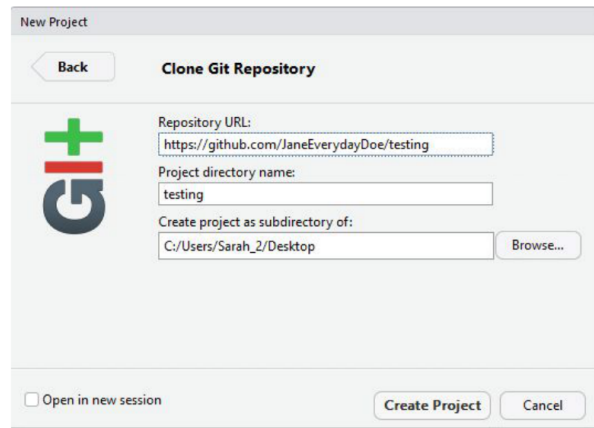 New Project
Back
Clone Git Repository
git
Repository URL:
https://github.com/JaneEverydayDoe/testing
Project directory name:
testing
Create project as subdirectory of:
C:/Users/Sarah_2/Desktop
Browse...
Open in new session
Create Project
Cancel